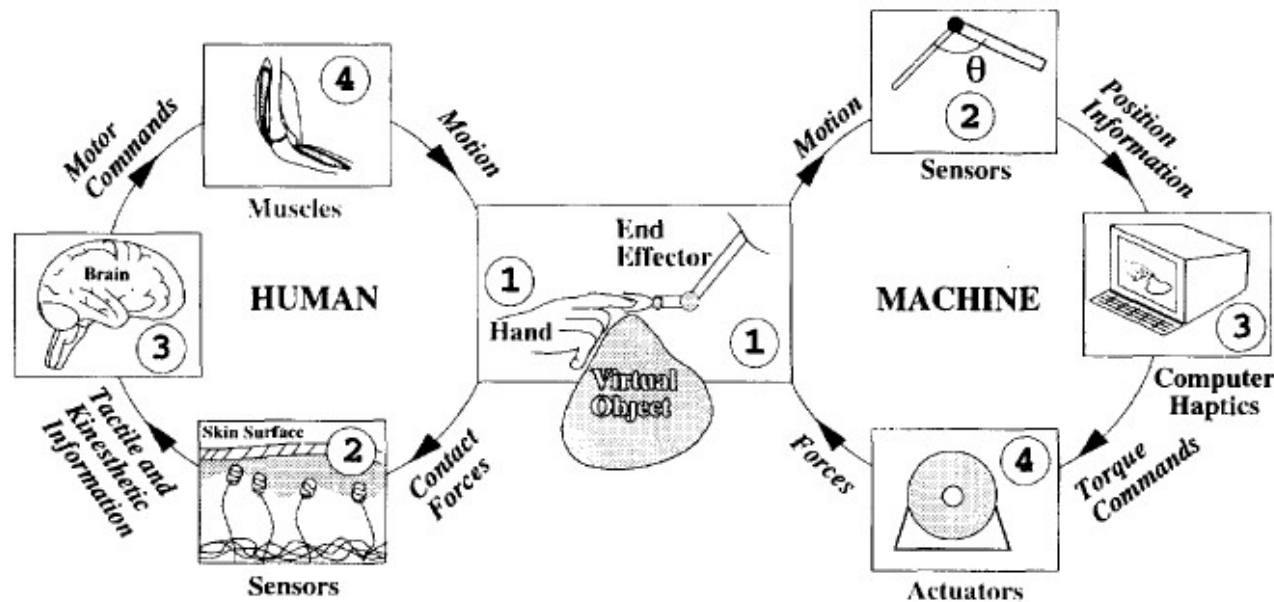 4
Motor
Commands
Motion
Muscles
Brain
3
HUMAN
Tactile and
Kinesthetic
Information
Skin Surface
2
Sensors
Contact
Forces
1
Hand
End
Effector
1
Virtual
Object
Motion
θ
2
Sensors
Position
Information
MACHINE
3
Computer
Haptics
Forces
4
Actuators
Torque
Commands